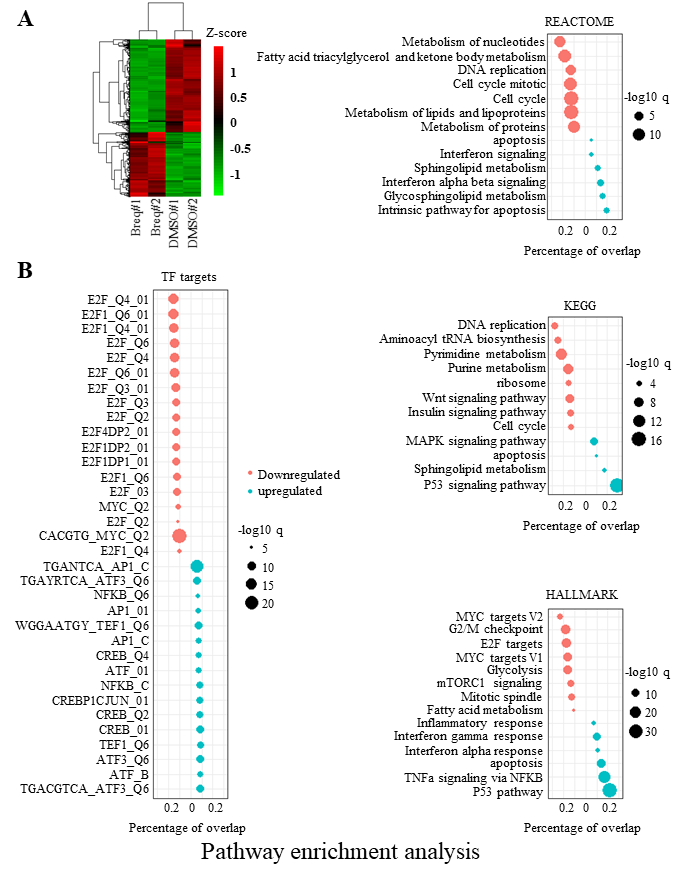 A
Z-score
1
0.5
0
-0.5
-1
Breq#1
Breq#2
DMSO#1
DMSO#2
REACTOME
Metabolism of nucleotides
Fatty acid triacylglycerol and ketone body metabolism
DNA replication
Cell cycle mitotic
Cell cycle
Metabolism of lipids and lipoproteins
Metabolism of proteins
apoptosis
Interferon signaling
Sphingolipid metabolism
Interferon alpha beta signaling
Glycosphingolipid metabolism
Intrinsic pathway for apoptosis
0.2 0 0.2
Percentage of overlap
-log10 q
5
10
B
TF targets
E2F_Q4_01
E2F1_Q6_01
E2F1_Q4_01
E2F_Q6
E2F_Q4
E2F_Q6_01
E2F_Q3_01
E2F_Q3
E2F_Q2
E2F4DP2_01
E2F1DP2_01
E2F1DP1_01
E2F1_Q6
E2F_03
MYC_Q2
E2F_Q2
CACGTG_MYC_Q2
E2F1_Q4
TGANTCA_AP1_C
TGAYRTCA_ATF3_Q6
NFKB_Q6
AP1_01
WGGAATGY_TEF1_Q6
AP1_C
CREB_Q4
ATF_01
NFKB_C
CREBP1CJUN_01
CREB_Q2
CREB_01
TEF1_Q6
ATF3_Q6
ATF_B
TGACGTCA_ATF3_Q6
0.2 0 0.2
Percentage of overlap
Downregulated
upregulated
-log10 q
5
10
15
20
KEGG
DNA replication
Aminoacyl tRNA biosynthesis
Pyrimidine metabolism
Purine metabolism
ribosome
Wnt signaling pathway
Insulin signaling pathway
Cell cycle
MAPK signaling pathway
apoptosis
Sphingolipid metabolism
P53 signaling pathway
0.2 0 0.2
Percentage of overlap
-log10 q
4
8
12
16
HALLMARK
MYC targets V2
G2/M checkpoint
E2F targets
MYC targets V1
Glycolysis
mTORC1 signaling
Mitotic spindle
Fatty acid metabolism
Inflammatory response
Interferon gamma response
Interferon alpha response
apoptosis
TNFa signaling via NFKB
P53 pathway
0.2 0 0.2
Percentage of overlap
-log10 q
10
20
30
Pathway enrichment analysis